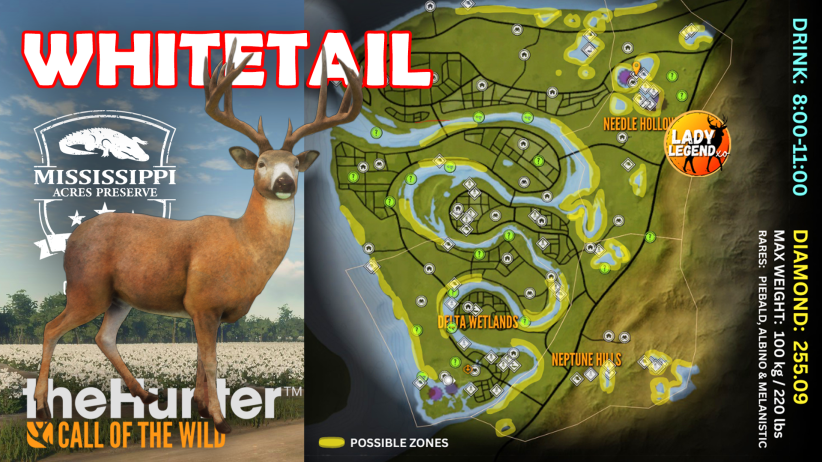 WHITETAIL
MISSISSIPPI
ACRES PRESERVE
theHunter™
CALL OF THE WILD
NEEDLE HOLLOW
LADY
LEGEND
DELTA WETLANDS
NEPTUNE HILLS
POSSIBLE ZONES
DRINK: 8:00-11:00
DIAMOND: 255.09
MAX WEIGHT: 100 kg / 220 lbs
RARES: PIEBALD, ALBINO & MELANISTIC